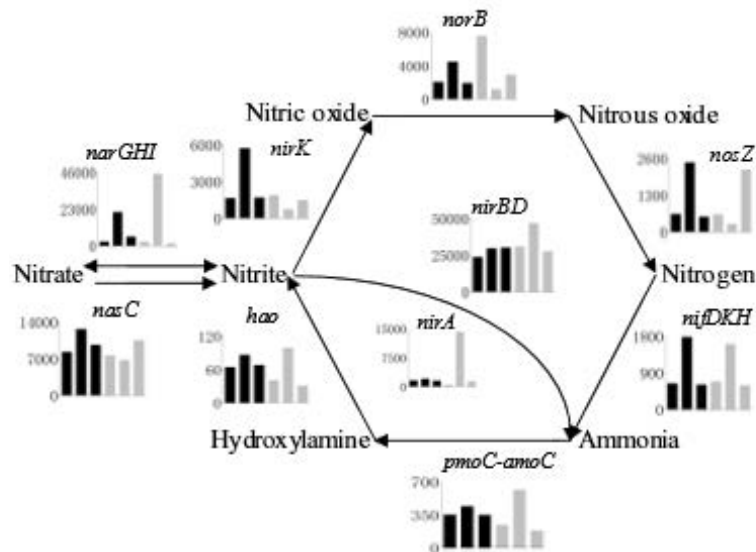 norB
8000
4000
0
Nitric oxide
Nitrous oxide
narGHI
46000
23000
0
nirK
6000
3000
0
nosZ
2600
1300
0
nirBD
50000
25000
0
Nitrate
Nitrite
Nitrogen
nasC
14000
7000
0
hao
120
60
0
nirA
15000
7500
0
nifDKH
1800
900
0
Hydroxylamine
Ammonia
pmoC-amoC
700
350
0